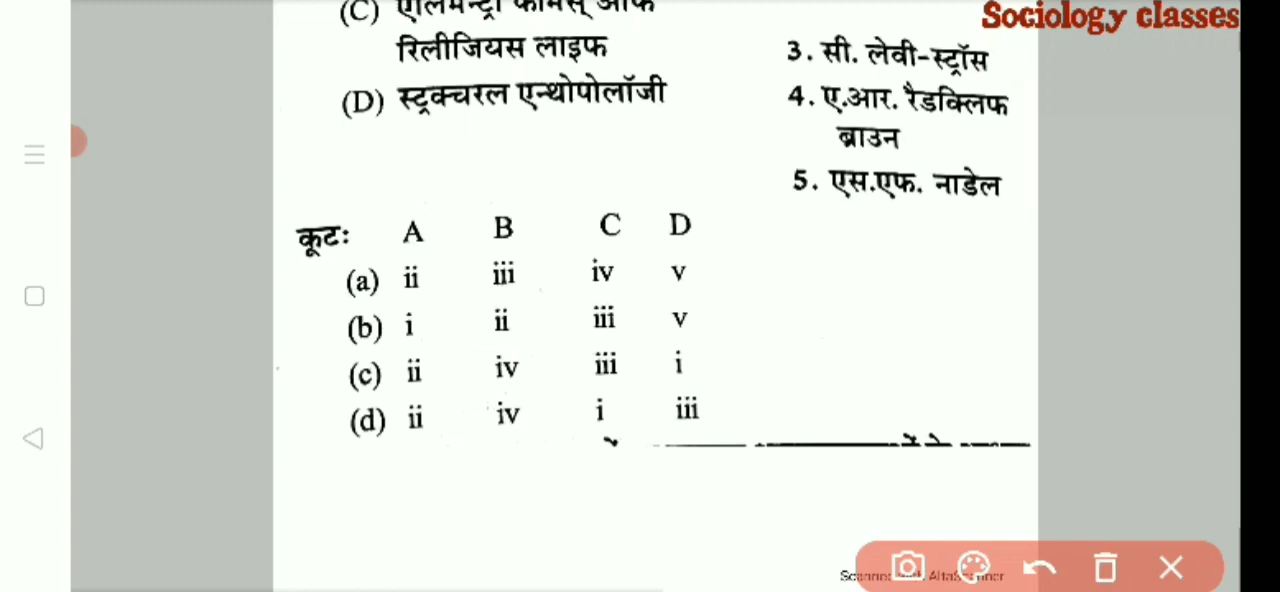 (C) एलिमेन्ट्री फॉर्मस् ऑफ
Sociology classes
रिलीजियस लाइफ
3. सी. लेवी-स्ट्रॉस
(D) स्ट्रक्चरल एन्थोपोलॉजी
4. ए.आर. रैडक्लिफ
ब्राउन
5. एस.एफ. नाडेल
कूटः A B C D
(a) ii iii iv v
(b) i ii iii v
(c) ii iv iii i
(d) ii iv i iii